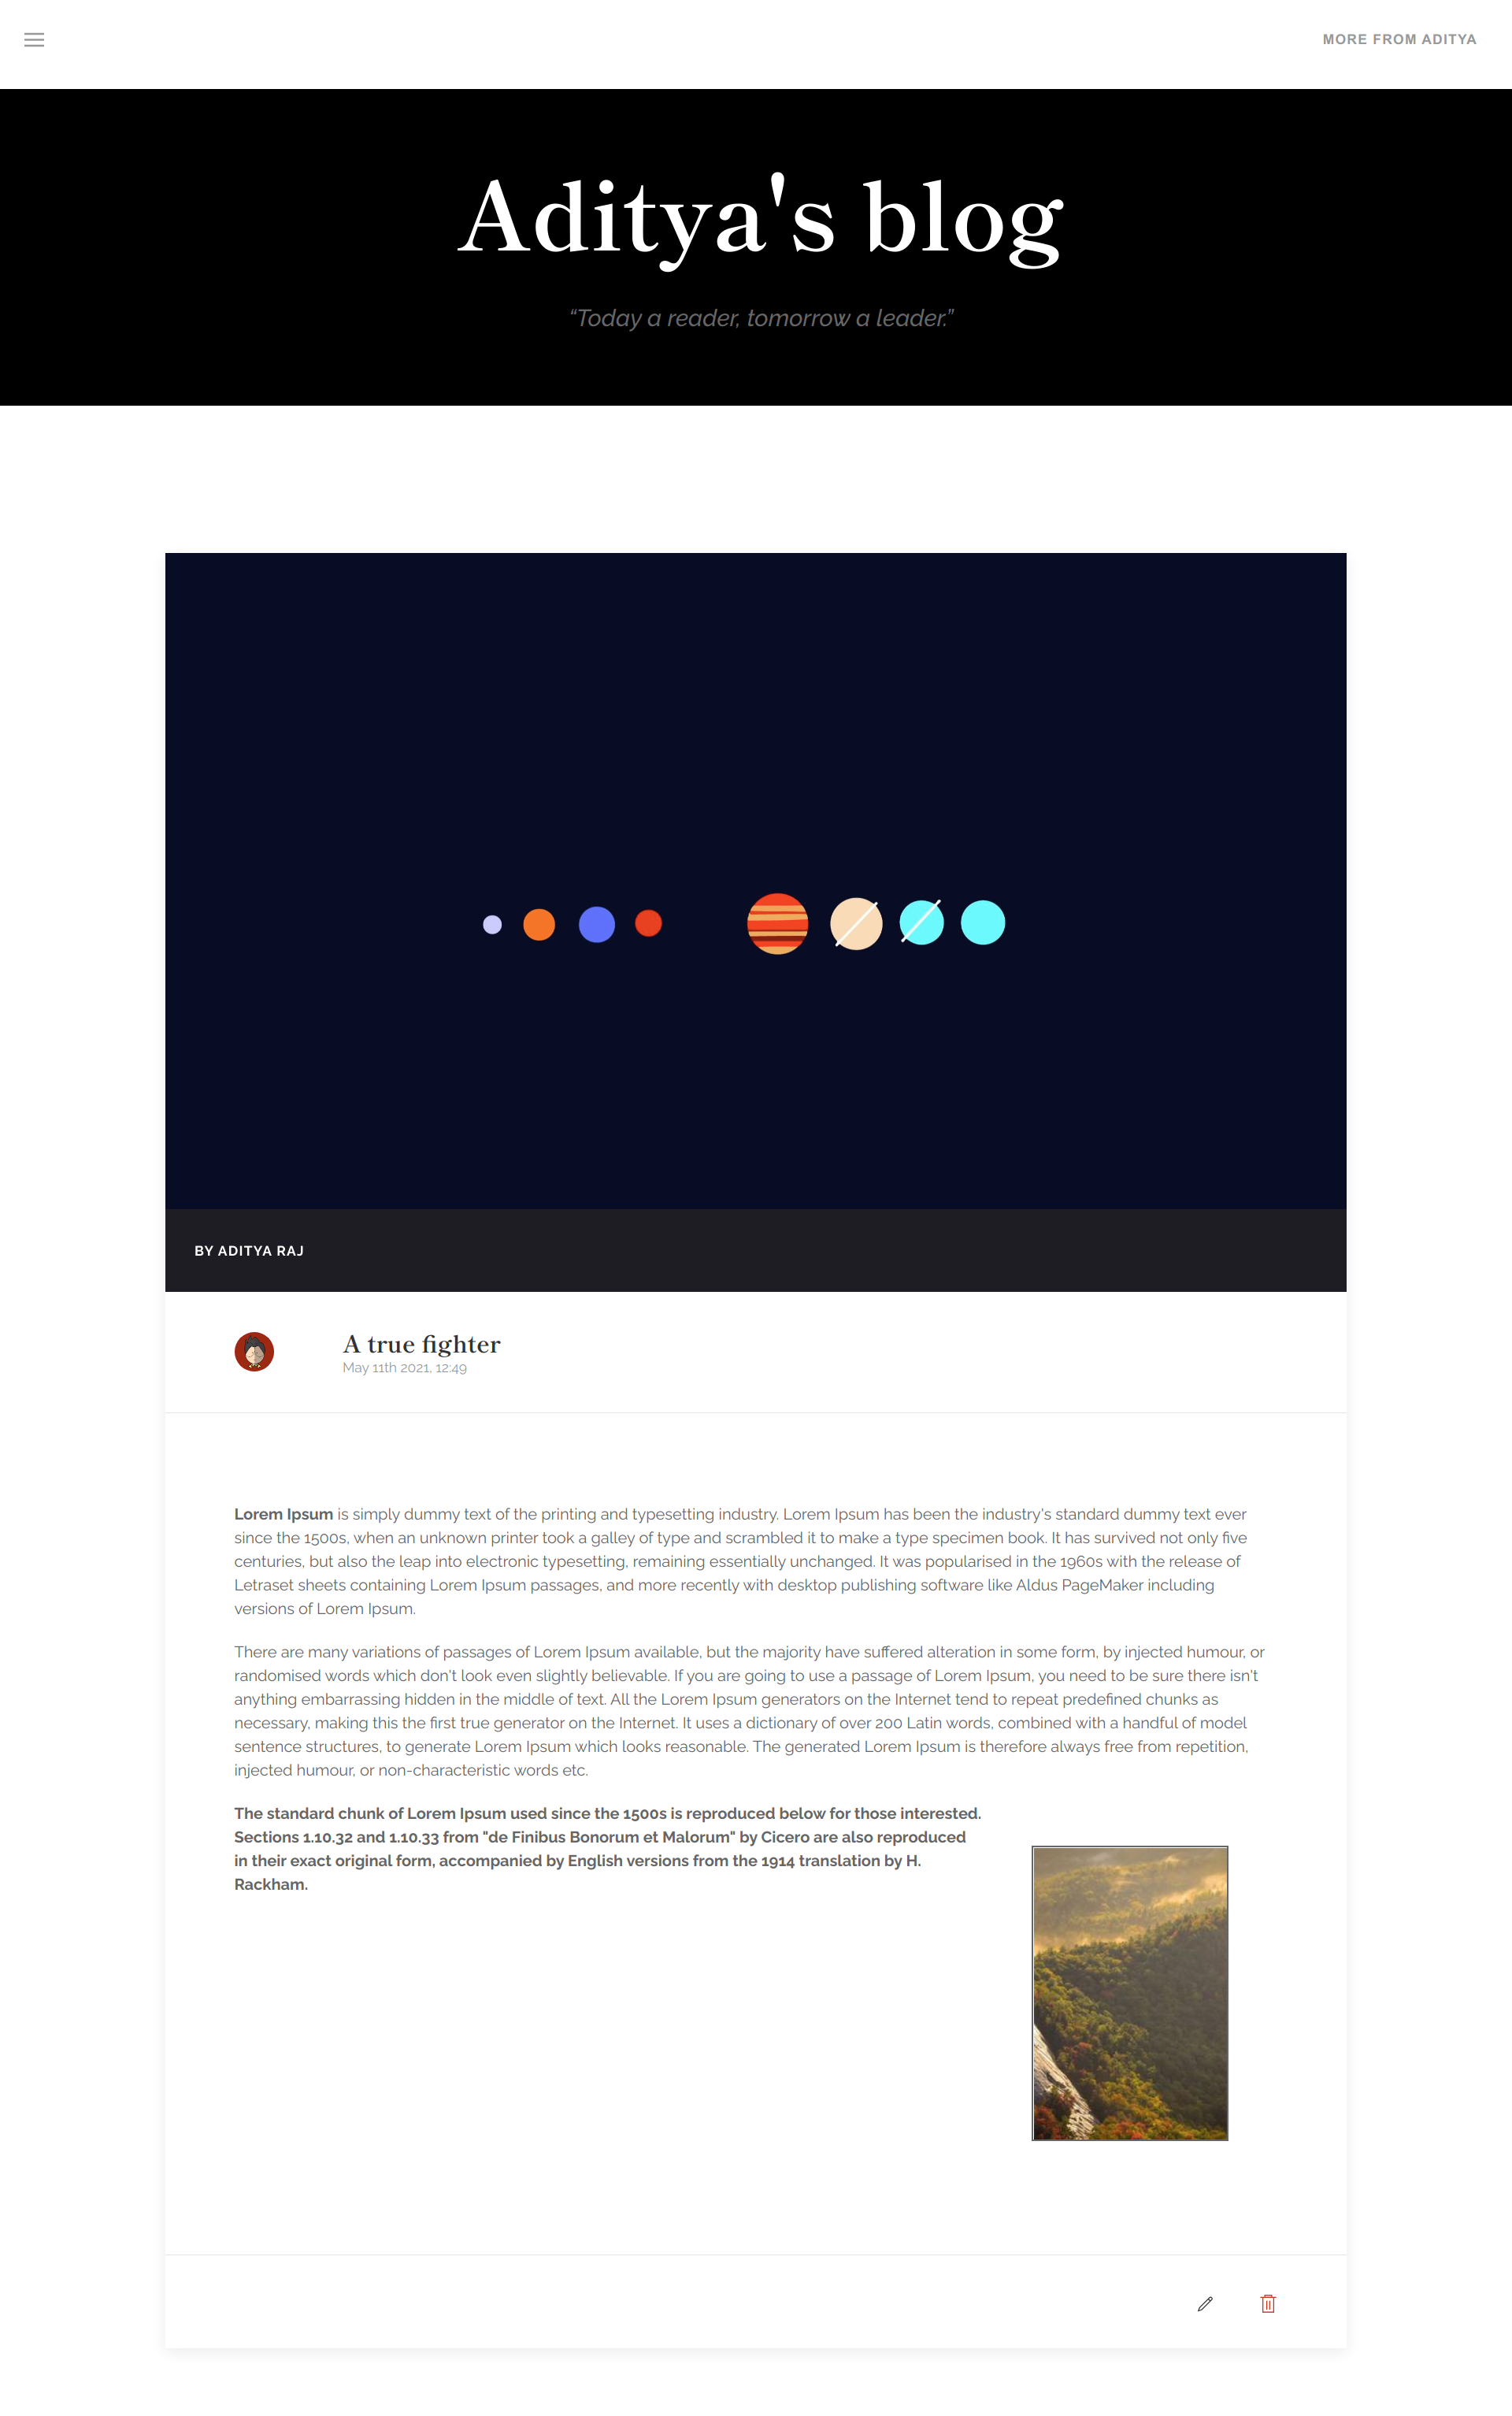 MORE FROM ADITYA
Aditya's blog
“Today a reader, tomorrow a leader.”
BY ADITYA RAJ
A true fighter
May 11th 2021, 12:49
Lorem Ipsum is simply dummy text of the printing and typesetting industry. Lorem Ipsum has been the industry's standard dummy text ever
since the 1500s, when an unknown printer took a galley of type and scrambled it to make a type specimen book. It has survived not only five
centuries, but also the leap into electronic typesetting, remaining essentially unchanged. It was popularised in the 1960s with the release of
Letraset sheets containing Lorem Ipsum passages, and more recently with desktop publishing software like Aldus PageMaker including
versions of Lorem Ipsum.
There are many variations of passages of Lorem Ipsum available, but the majority have suffered alteration in some form, by injected humour, or
randomised words which don't look even slightly believable. If you are going to use a passage of Lorem Ipsum, you need to be sure there isn't
anything embarrassing hidden in the middle of text. All the Lorem Ipsum generators on the Internet tend to repeat predefined chunks as
necessary, making this the first true generator on the Internet. It uses a dictionary of over 200 Latin words, combined with a handful of model
sentence structures, to generate Lorem Ipsum which looks reasonable. The generated Lorem Ipsum is therefore always free from repetition,
injected humour, or non-characteristic words etc.
The standard chunk of Lorem Ipsum used since the 1500s is reproduced below for those interested.
Sections 1.10.32 and 1.10.33 from "de Finibus Bonorum et Malorum" by Cicero are also reproduced
in their exact original form, accompanied by English versions from the 1914 translation by H.
Rackham.